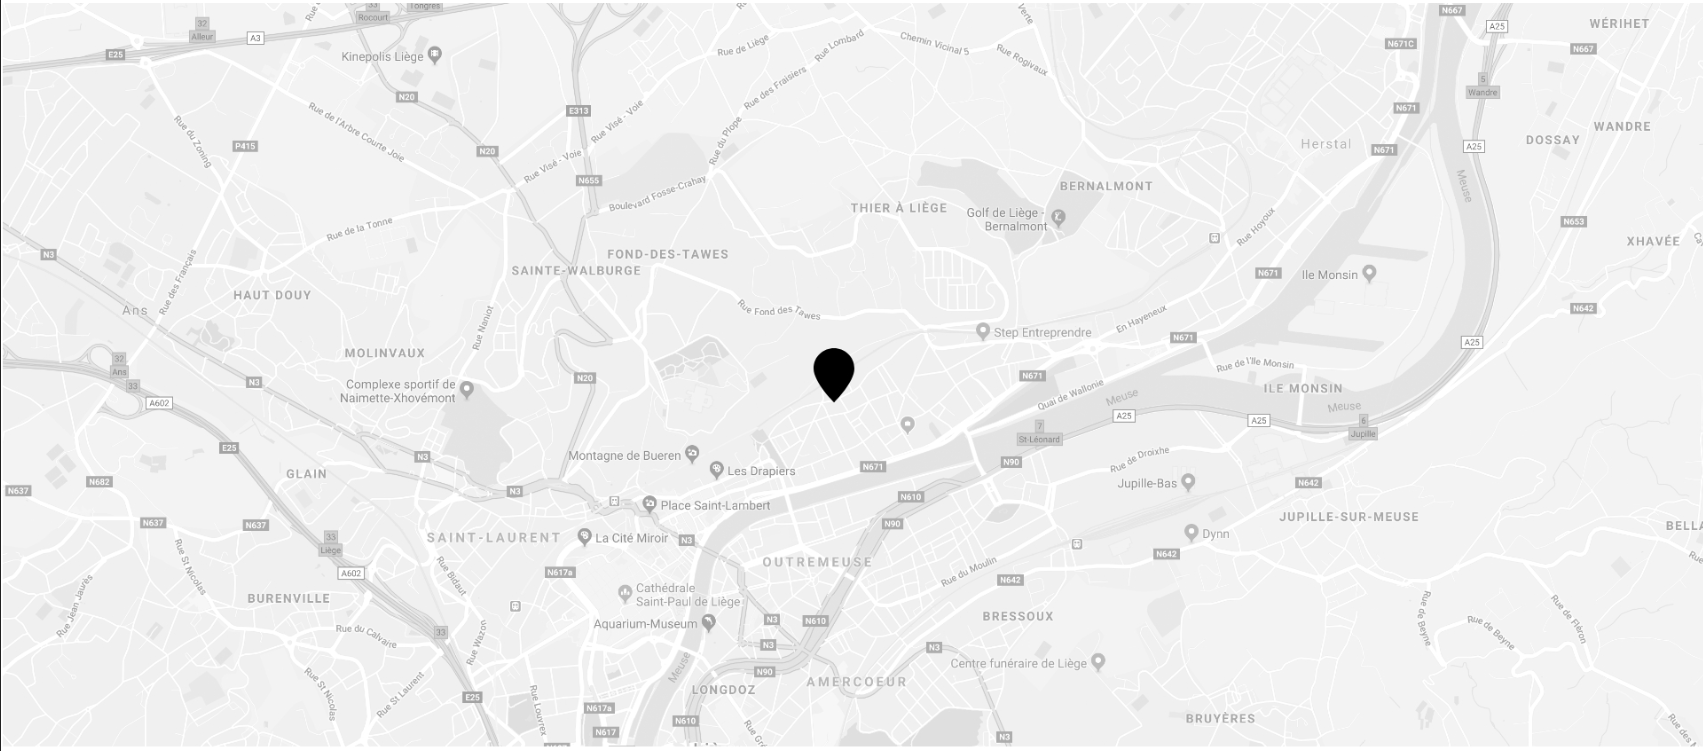 32
Alleur
33
Rocourt
Tongres
A3
E25
Kinepolis Liège
N20
Rue de Liège
Rue Lombard
Chemin Vicinal 5
Rue Rogivaux
Verte
N667
A25
WÉRIHET
N671C
N667
5
Wandre
Rue de l'Arbre Courte Joie
E313
Rue Visé - Voie
Rue des Fraisiers
N671
WANDRE
Rue du Zoning
P415
N20
Rue Visé - Voie
Rue du Plope
Herstal
N671
A25
DOSSAY
N655
Boulevard Fosse-Crahay
BERNALMONT
Meuse
THIER À LIÈGE
Golf de Liège -
Bernalmont
Rue Hoyoux
N653
Rue de la Tonne
XHAVÉE
N3
FOND-DES-TAWES
SAINTE-WALBURGE
N671
Ile Monsin
Rue des Français
HAUT DOUY
Ans
Rue Naniot
Rue Fond des Tawes
En Hayeneux
N642
Step Entreprendre
N671
A25
MOLINVAUX
32
Ans
33
N3
N20
Complexe sportif de
Naimette-Xhovémont
N671
Rue de l'Ile Monsin
Quai de Wallonie
Meuse
ILE MONSIN
A602
Meuse
A25
A25
7
St-Léonard
6
Jupille
E25
N3
Montagne de Bueren
Les Drapiers
N671
N90
Rue de Droixhe
GLAIN
N682
N637
N3
Place Saint-Lambert
N610
Jupille-Bas
N642
N637
N637
N90
JUPILLE-SUR-MEUSE
BELLA
33
Liège
SAINT-LAURENT
La Cité Miroir
N3
Dynn
N642
Rue St Nicolas
OUTREMEUSE
A602
Rue Bidaut
N617a
Rue du Moulin
N642
Rue Jean Jaurès
BURENVILLE
Cathédrale
Saint-Paul de Liège
Rue de Beyne
Rue de Fléron
N3
N610
BRESSOUX
Aquarium-Museum
Rue du Calvarre
33
Rue Wazon
N3
N3
Rue de Beyne
Meuse
N90
Centre funéraire de Liège
Rue St Nicolas
Rue St Laurent
E25
Rue Louvrex
LONGDOZ
AMERCOEUR
N617a
N610
BRUYÈRES
N617
N3